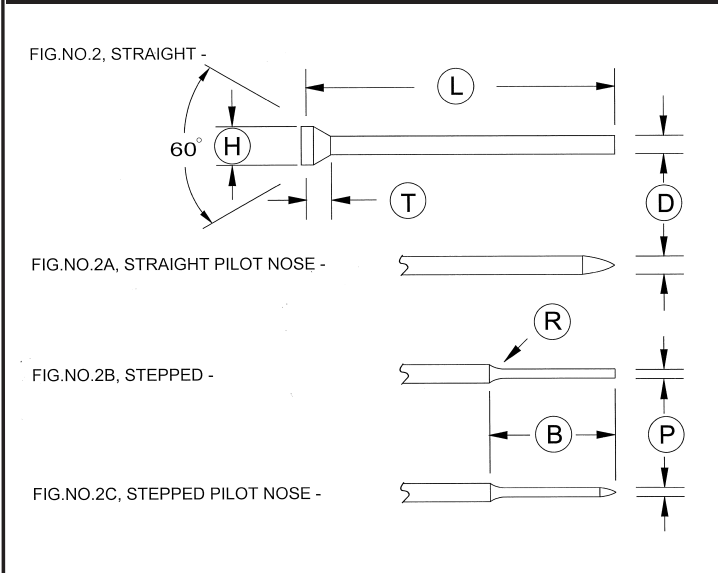 FIG.NO.2, STRAIGHT -
L
60°
H
T
D
FIG.NO.2A, STRAIGHT PILOT NOSE -
R
FIG.NO.2B, STEPPED -
B
P
FIG.NO.2C, STEPPED PILOT NOSE -